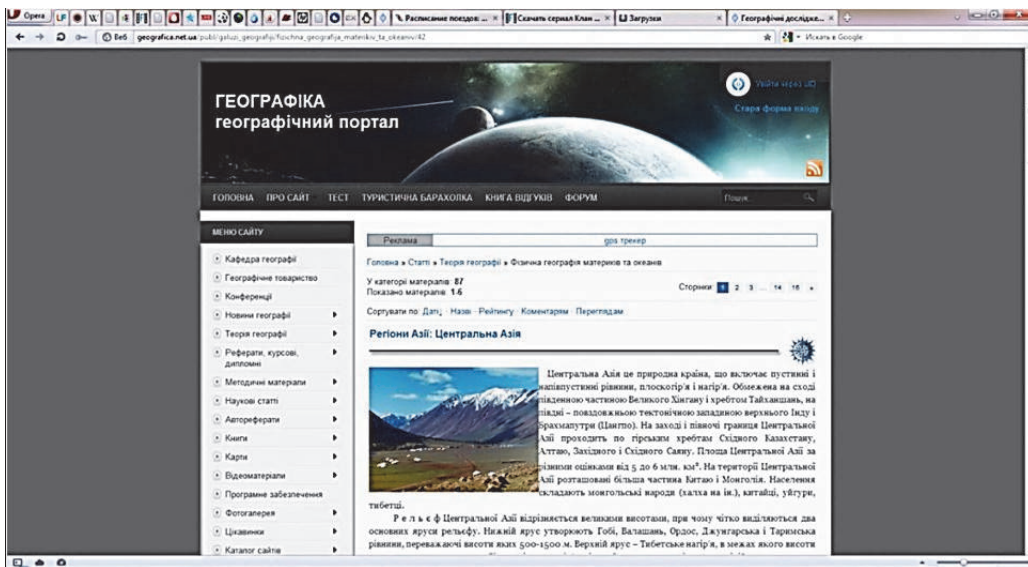 Opera
Расписание поездов: ...
Скачать сериал Клан ...
Загрузки
Географічні дослідже...
Веб geografica.net.ua/publ/galuzi_geografiji/fizichna_geografija_materikiv_ta_okeaniv/42
Искать в Google
ГЕОГРАФІКА
географічний портал
Увійти через uID
Стара форма входу
ГОЛОВНА ПРО САЙТ ТЕСТ ТУРИСТИЧНА БАРАХОЛКА КНИГА ВІДГУКІВ ФОРУМ
Пошук
МЕНЮ САЙТУ
Кафедра географії
Географічне товариство
Конференції
Новини географії
Теорія географії
Реферати, курсові,
дипломні
Методичні матеріали
Наукові статті
Автореферати
Книги
Карти
Відеоматеріали
Програмне забезпечення
Фотогалерея
Цікавинки
Каталог сайтів
Реклама gps трекер
Головна » Статті » Теорія географії » Фізична географія материків та океанів
У категорії матеріалів: 87
Показано матеріалів: 1-6
Сторінки: 1 2 3 ... 14 15 »
Сортувати по: Даті · Назві · Рейтингу · Коментарям · Переглядам
Регіони Азії: Центральна Азія
Центральна Азія це природна країна, що включає пустинні і
напівпустинні рівнини, плоскогір'я і нагір'я. Обмежена на сході
південною частиною Великого Хінгану і хребтом Тайханшань, на
півдні – повздовжньою тектонічною западиною верхнього Інду і
Брахмапутри (Цангпо). На заході і півночі границя Центральної
Азії проходить по гірським хребтам Східного Казахстану,
Алтаю, Західного і Східного Саяну. Площа Центральної Азії за
різними оцінками від 5 до 6 млн. км². На території Центральної
Азії розташовані більша частина Китаю і Монголія. Населення
складають монгольські народи (халха на ін.), китайці, уйгури,
тибетці.
Рельєф Центральної Азії відрізняється великими висотами, при чому чітко виділяються два
основних яруси рельєфу. Нижній ярус утворюють Гобі, Валашань, Ордос, Джунгарська і Таримська
рівнини, переважаючі висоти яких 500-1500 м. Верхній ярус – Тибетське нагір'я, в межах якого висоти